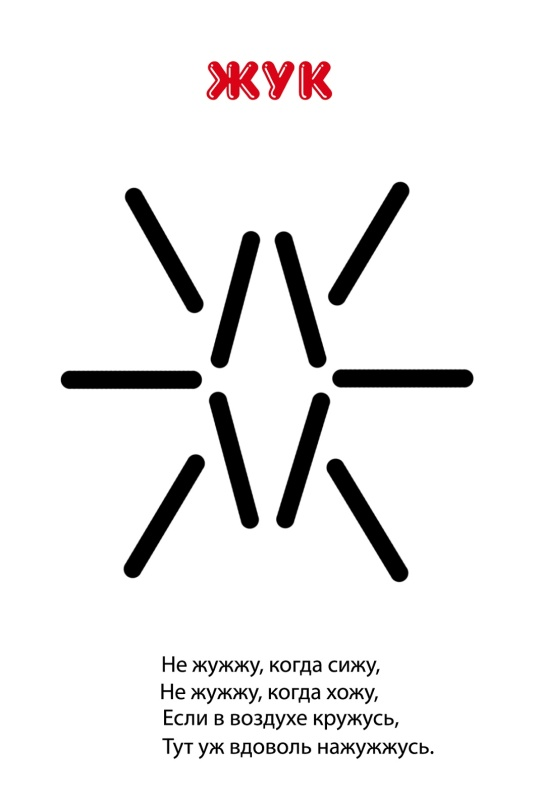 ЖУК
Не жужжу, когда сижу,
Не жужжу, когда хожу,
Если в воздухе кружусь,
Тут уж вдоволь нажужжусь.